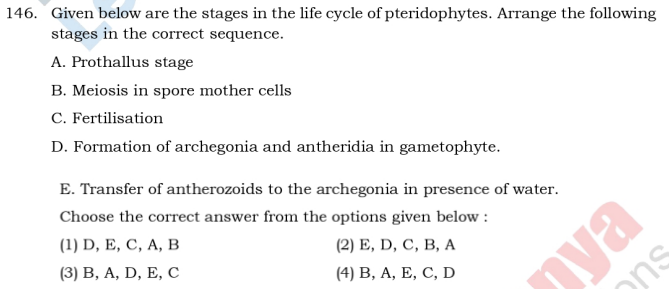 146. Given below are the stages in the life cycle of pteridophytes. Arrange the following
stages in the correct sequence.
A. Prothallus stage
B. Meiosis in spore mother cells
C. Fertilisation
D. Formation of archegonia and antheridia in gametophyte.
E. Transfer of antherozoids to the archegonia in presence of water.
Choose the correct answer from the options given below :
(1) D, E, C, A, B (2) E, D, C, B, A
(3) B, A, D, E, C (4) B, A, E, C, D